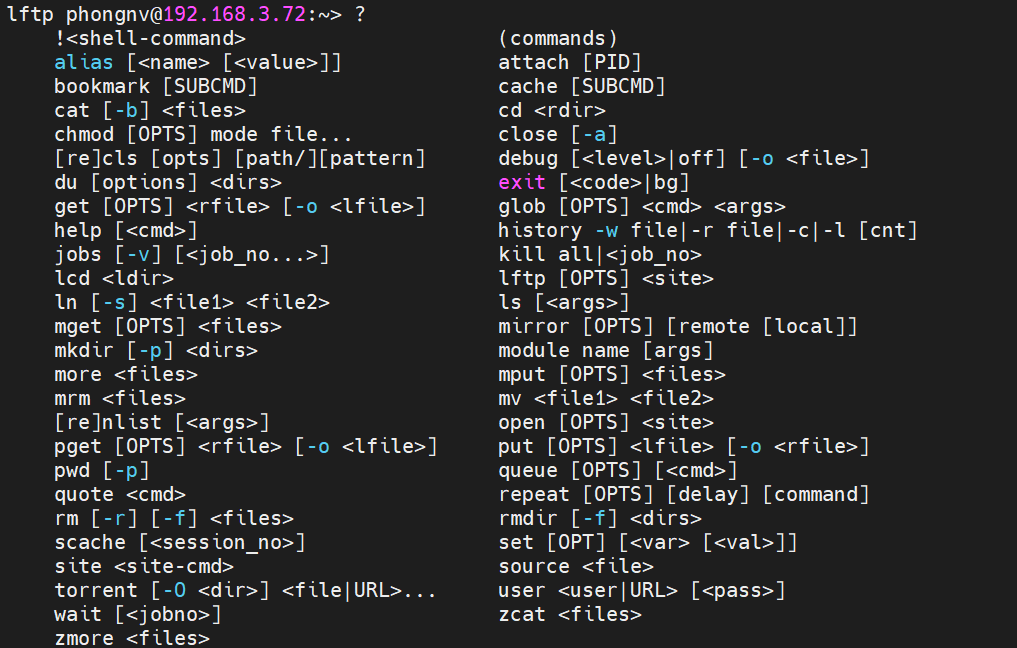 lftp phongnv@192.168.3.72:~> ?
!<shell-command> (commands)
alias [<name> [<value>]] attach [PID]
bookmark [SUBCMD] cache [SUBCMD]
cat [-b] <files> cd <rdir>
chmod [OPTS] mode file... close [-a]
[re]cls [opts] [path/][pattern] debug [<level>|off] [-o <file>]
du [options] <dirs> exit [<code>|bg]
get [OPTS] <rfile> [-o <lfile>] glob [OPTS] <cmd> <args>
help [<cmd>] history -w file|-r file|-c|-l [cnt]
jobs [-v] [<job_no...>] kill all|<job_no>
lcd <ldir> lftp [OPTS] <site>
ln [-s] <file1> <file2> ls [<args>]
mget [OPTS] <files> mirror [OPTS] [remote [local]]
mkdir [-p] <dirs> module name [args]
more <files> mput [OPTS] <files>
mrm <files> mv <file1> <file2>
[re]nlist [<args>] open [OPTS] <site>
pget [OPTS] <rfile> [-o <lfile>] put [OPTS] <lfile> [-o <rfile>]
pwd [-p] queue [OPTS] [<cmd>]
quote <cmd> repeat [OPTS] [delay] [command]
rm [-r] [-f] <files> rmdir [-f] <dirs>
scache [<session_no>] set [OPT] [<var> [<val>]]
site <site-cmd> source <file>
torrent [-O <dir>] <file|URL>... user <user|URL> [<pass>]
wait [<jobno>] zcat <files>
zmore <files>